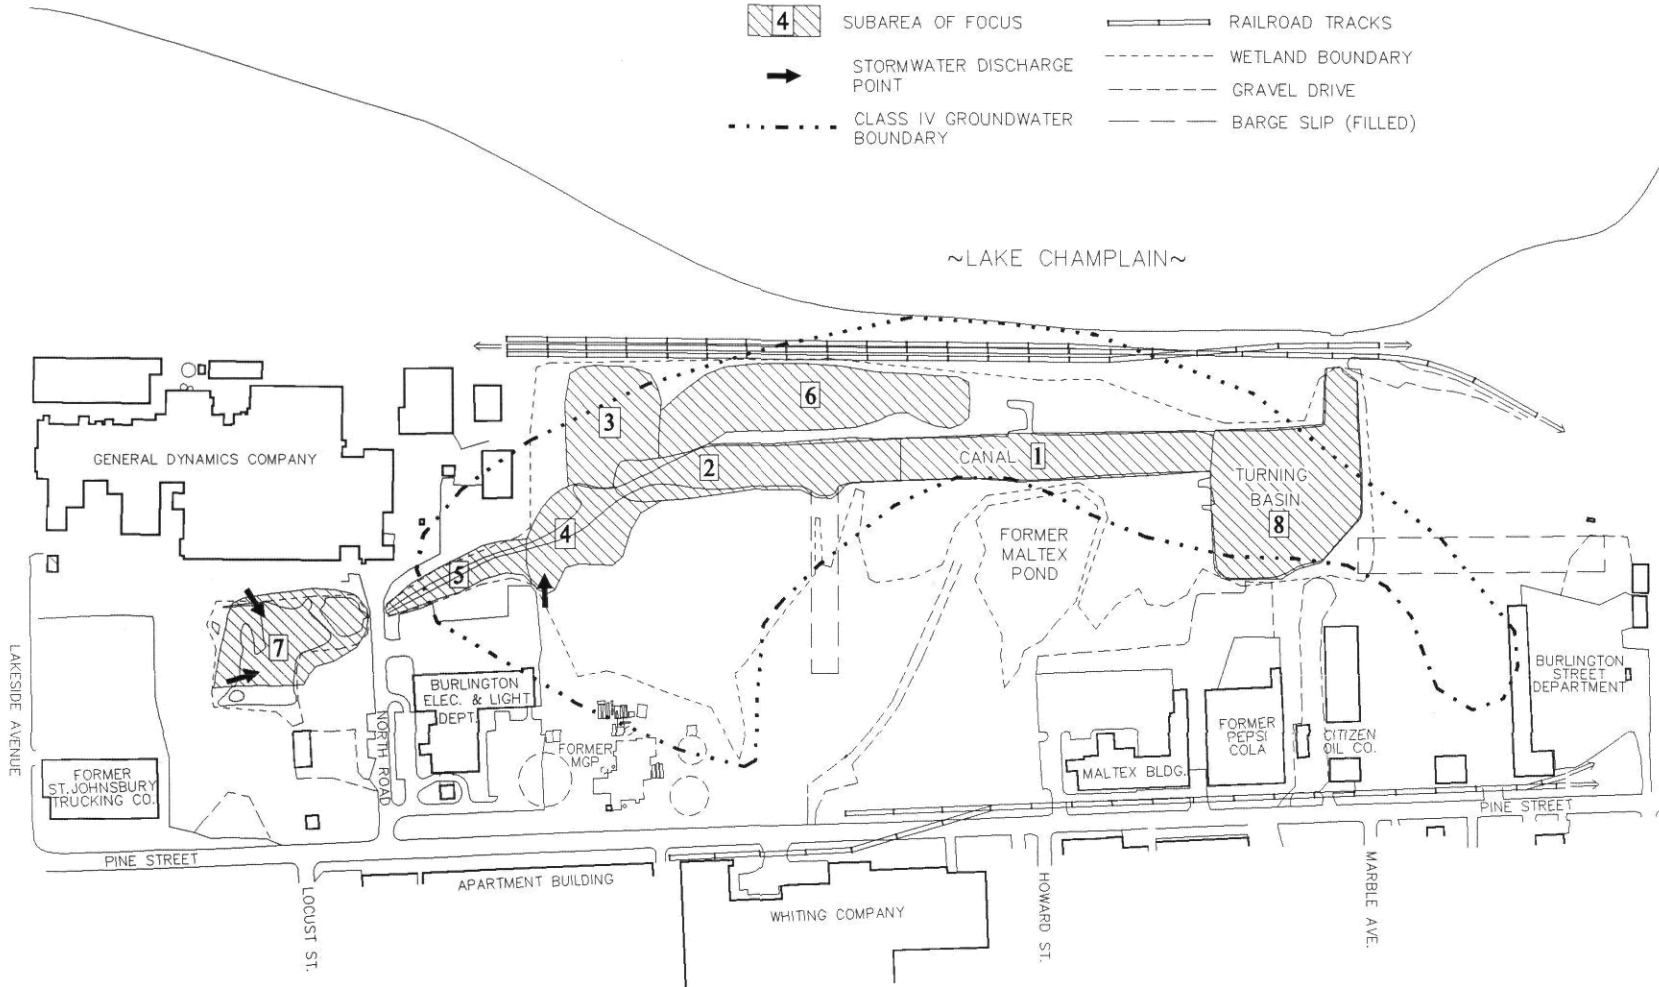 4 SUBAREA OF FOCUS
RAILROAD TRACKS
WETLAND BOUNDARY
STORMWATER DISCHARGE
POINT
GRAVEL DRIVE
CLASS IV GROUNDWATER
BOUNDARY
BARGE SLIP (FILLED)
~LAKE CHAMPLAIN~
6
3
GENERAL DYNAMICS COMPANY
2
CANAL 1
TURNING
BASIN
8
4
FORMER
MALTEX
POND
5
7
LAKESIDE AVENUE
BURLINGTON
ELEC. & LIGHT
DEPT.
BURLINGTON
STREET
DEPARTMENT
NORTH ROAD
FORMER
MGP
FORMER
PEPSI
COLA
CITIZEN
OIL CO.
MALTEX BLDG.
FORMER
ST. JOHNSBURY
TRUCKING CO.
PINE STREET
PINE STREET
APARTMENT BUILDING
LOCUST ST.
WHITING COMPANY
HOWARD ST.
MARBLE AVE.